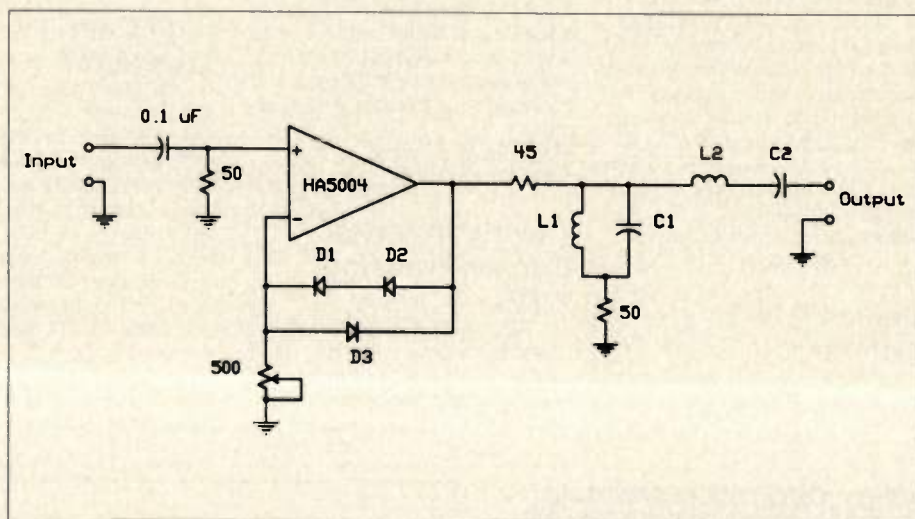 0.1 uF
Input
50
+
HA5004
-
45
L2
C2
Output
L1
C1
D1
D2
50
D3
500